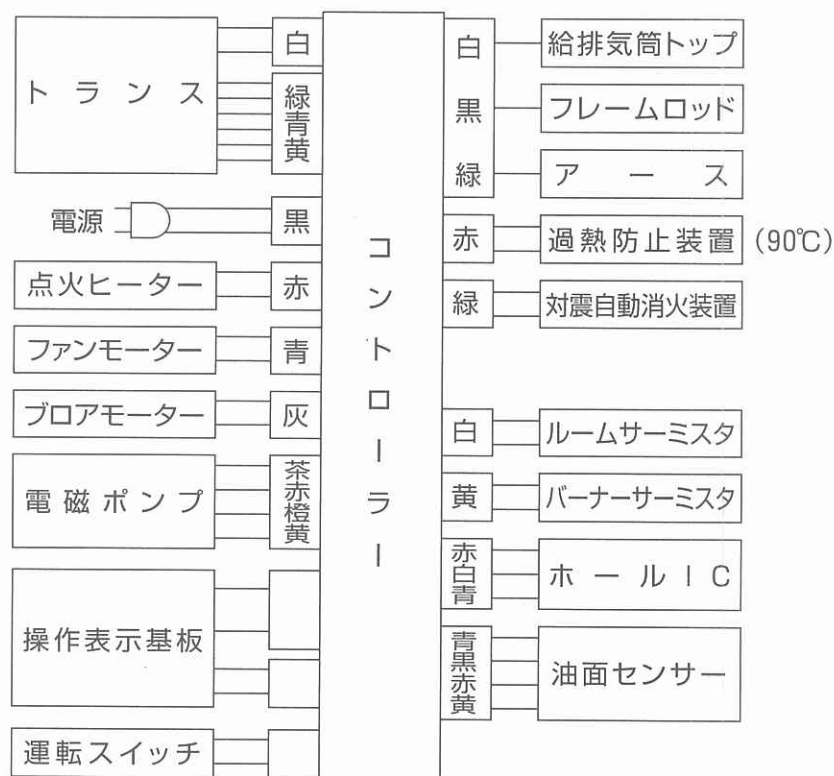 トランス
白
緑
青
黄
電源
黒
点火ヒーター
赤
ファンモーター
青
ブロアモーター
灰
電磁ポンプ
茶
赤
橙
黄
操作表示基板
運転スイッチ
コントローラー
白
給排気筒トップ
黒
フレームロッド
緑
アース
赤
過熱防止装置 (90℃)
緑
対震自動消火装置
白
ルームサーミスタ
黄
バーナーサーミスタ
赤
白
青
ホールIC
青
黒
赤
黄
油面センサー